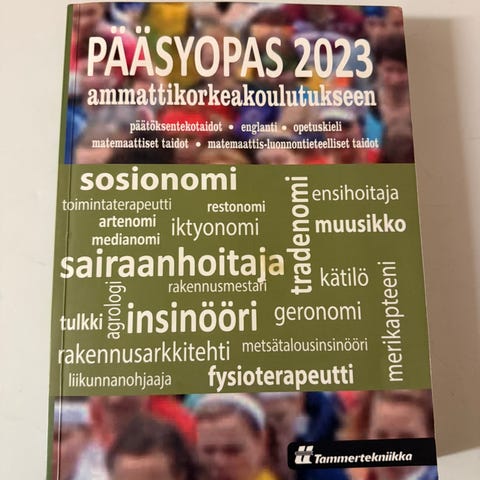 PÄÄSYOPAS 2023
ammattikorkeakoulutukseen
päätöksentekotaidot • englanti • opetuskieli
matemaattiset taidot • matemaattis-luonnontieteelliset taidot
sosionomi
toimintaterapeutti
restonomi
artenomi
medianomi
iktyonomi
tradenomi
ensihoitaja
muusikko
sairaanhoitaja
rakennusmestari
kätilö
agrologi
tulkki
insinööri
geronomi
merikapteeni
rakennusarkkitehti
metsätalousinsinööri
liikunnanohjaaja
fysioterapeutti
tt Tammertekniikka